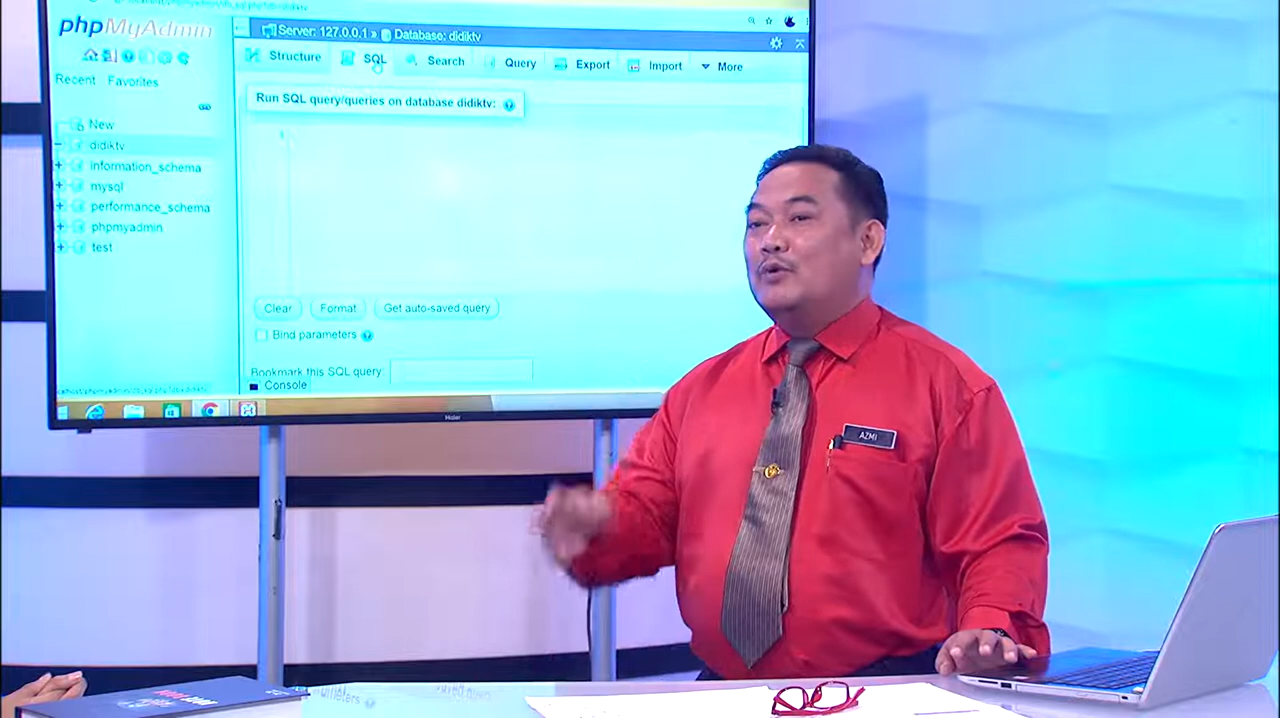 phpMyAdmin
Recent Favorites
New
didiktv
information_schema
mysql
performance_schema
phpmyadmin
test
Server: 127.0.0.1 » Database: didiktv
Structure SQL Search Query Export Import More
Run SQL query/queries on database didiktv:
Clear Format Get auto-saved query
Bind parameters
Bookmark this SQL query:
Console
Haier
AZMI